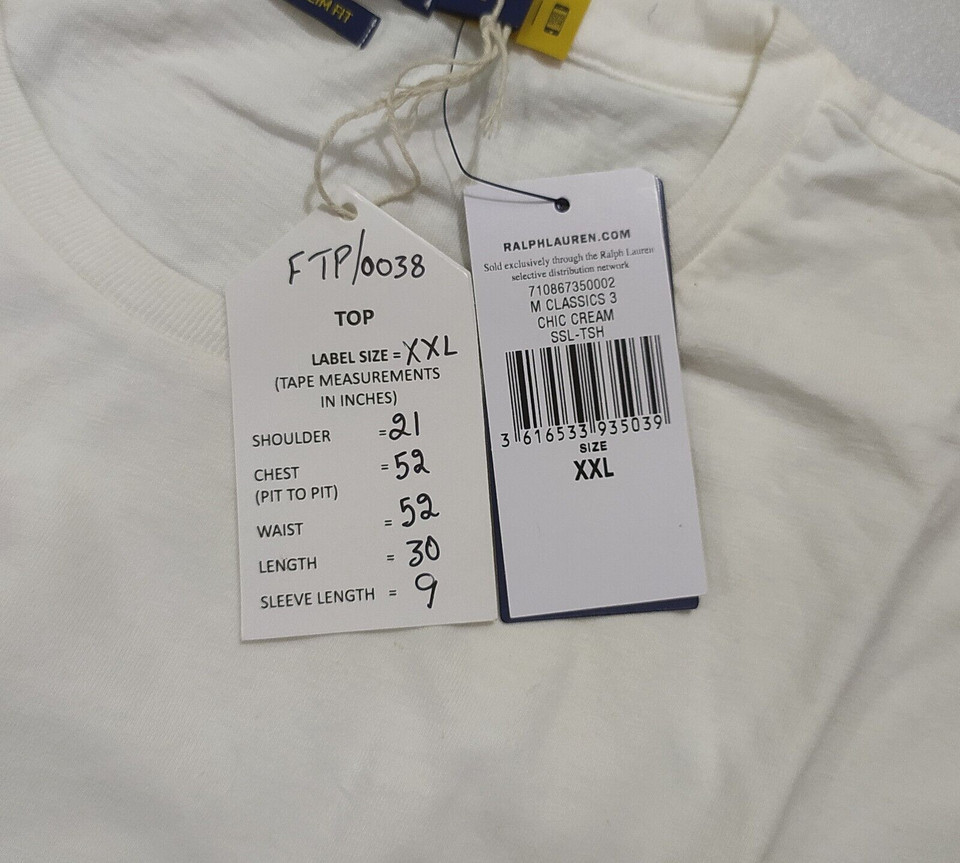 FIT
FTP/0038
TOP
LABEL SIZE = XXL
(TAPE MEASUREMENTS
IN INCHES)
SHOULDER =21
CHEST = 52
(PIT TO PIT)
WAIST = 52
LENGTH = 30
SLEEVE LENGTH = 9
RALPHLAUREN.COM
Sold exclusively through the Ralph Lauren
selective distribution network
710867350002
M CLASSICS 3
CHIC CREAM
SSL-TSH
3 616533 935039
SIZE
XXL